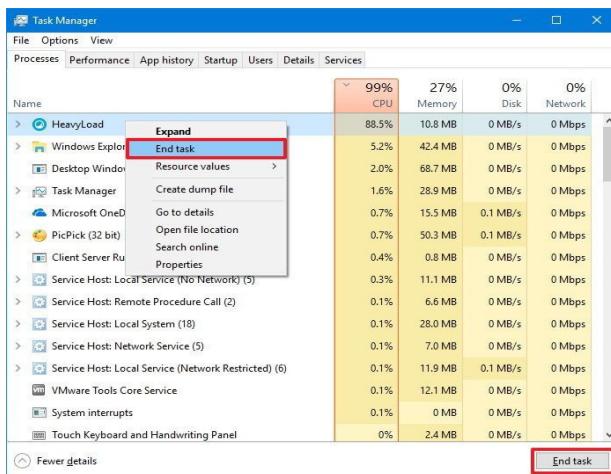 Task Manager
File Options View
Processes Performance App history Startup Users Details Services
99% 27% 0% 0%
Name CPU Memory Disk Network
HeavyLoad 88.5% 10.8 MB 0 MB/s 0 Mbps
Expand
Windows Explor 5.2% 42.4 MB 0 MB/s 0 Mbps
End task
Desktop Windo 2.0% 68.7 MB 0 MB/s 0 Mbps
Resource values
Task Manager 1.6% 28.9 MB 0 MB/s 0 Mbps
Create dump file
Microsoft OneD 0.7% 15.5 MB 0.1 MB/s 0 Mbps
Go to details
PicPick (32 bit) 0.7% 50.3 MB 0.1 MB/s 0 Mbps
Open file location
Search online
Client Server Ru 0.4% 0.8 MB 0 MB/s 0 Mbps
Properties
Service Host: Local Service (No Network) (5) 0.3% 11.1 MB 0 MB/s 0 Mbps
Service Host: Remote Procedure Call (2) 0.1% 6.6 MB 0 MB/s 0 Mbps
Service Host: Local System (18) 0.1% 28.0 MB 0 MB/s 0 Mbps
Service Host: Network Service (5) 0.1% 7.0 MB 0 MB/s 0 Mbps
Service Host: Local Service (Network Restricted) (6) 0.1% 11.9 MB 0.1 MB/s 0 Mbps
vm VMware Tools Core Service 0.1% 12.1 MB 0 MB/s 0 Mbps
System interrupts 0.1% 0 MB 0 MB/s 0 Mbps
Touch Keyboard and Handwriting Panel 0% 2.4 MB 0 MB/s 0 Mbps
Fewer details End task